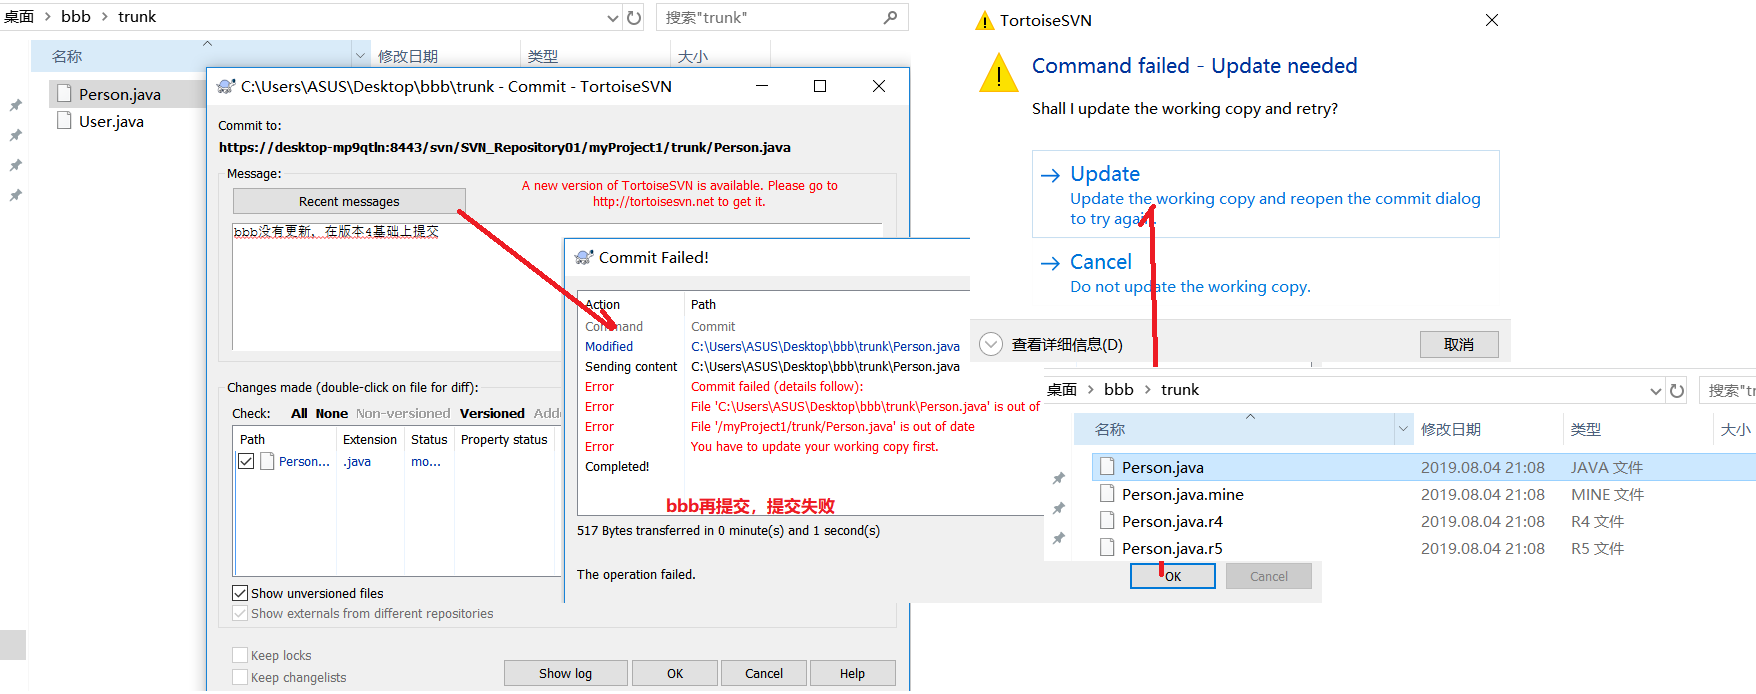 桌面 > bbb > trunk
搜索"trunk"
名称
修改日期
类型
大小
Person.java
User.java
C:\Users\ASUS\Desktop\bbb\trunk - Commit - TortoiseSVN
Commit to:
https://desktop-mp9qtln:8443/svn/SVN_Repository01/myProject1/trunk/Person.java
Message:
Recent messages
A new version of TortoiseSVN is available. Please go to
http://tortoisesvn.net to get it.
bbb没有更新，在版本4基础上提交
Changes made (double-click on file for diff):
Check: All None Non-versioned Versioned Adde
Path Extension Status Property status
Person... .java mo...
Show unversioned files
Show externals from different repositories
Keep locks
Keep changelists
Show log
OK
Cancel
Help
Commit Failed!
Action Path
Command Commit
Modified C:\Users\ASUS\Desktop\bbb\trunk\Person.java
Sending content C:\Users\ASUS\Desktop\bbb\trunk\Person.java
Error Commit failed (details follow):
Error File 'C:\Users\ASUS\Desktop\bbb\trunk\Person.java' is out of
Error File '/myProject1/trunk/Person.java' is out of date
Error You have to update your working copy first.
Completed!
bbb再提交，提交失败
517 Bytes transferred in 0 minute(s) and 1 second(s)
The operation failed.
OK
Cancel
TortoiseSVN
Command failed - Update needed
Shall I update the working copy and retry?
Update
Update the working copy and reopen the commit dialog
to try again.
Cancel
Do not update the working copy.
查看详细信息(D)
取消
桌面 > bbb > trunk
搜索"tr
名称 修改日期 类型 大小
Person.java 2019.08.04 21:08 JAVA 文件
Person.java.mine 2019.08.04 21:08 MINE 文件
Person.java.r4 2019.08.04 21:08 R4 文件
Person.java.r5 2019.08.04 21:08 R5 文件